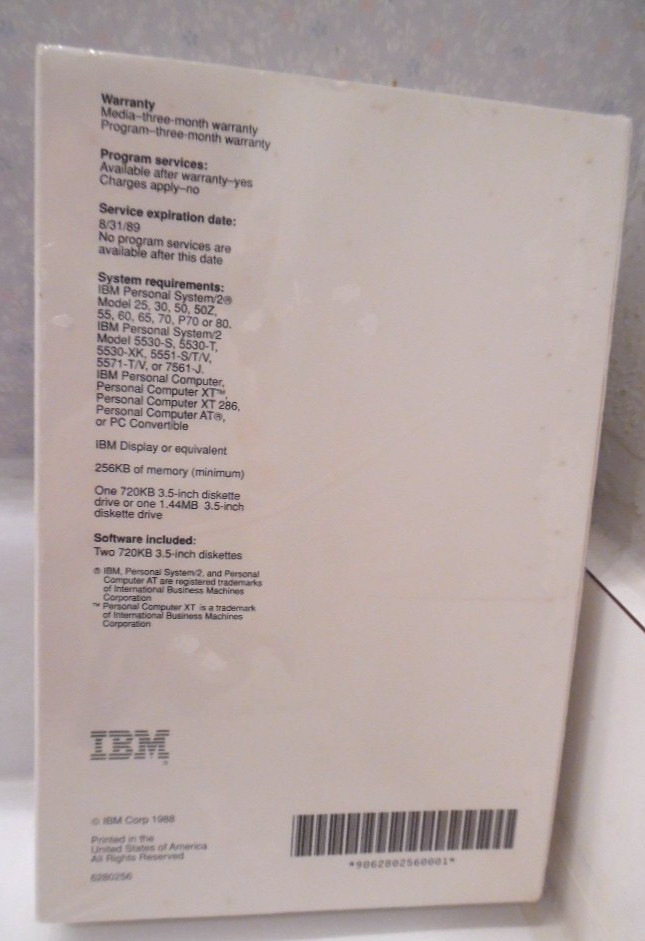 Warranty
Media–three-month warranty
Program–three-month warranty
Program services:
Available after warranty–yes
Charges apply–no
Service expiration date:
8/31/89
No program services are
available after this date
System requirements:
IBM Personal System/2®
Model 25, 30, 50, 50Z,
55, 60, 65, 70, P70 or 80.
IBM Personal System/2
Model 5530-S, 5530-T,
5530-XK, 5551-S/T/V,
5571-T/V, or 7561-J.
IBM Personal Computer,
Personal Computer XT™,
Personal Computer XT 286,
Personal Computer AT®,
or PC Convertible
IBM Display or equivalent
256KB of memory (minimum)
One 720KB 3.5-inch diskette
drive or one 1.44MB 3.5-inch
diskette drive
Software included:
Two 720KB 3.5-inch diskettes
® IBM, Personal System/2, and Personal
Computer AT are registered trademarks
of International Business Machines
Corporation
™ Personal Computer XT is a trademark
of International Business Machines
Corporation
IBM®
© IBM Corp 1988
Printed in the
United States of America
All Rights Reserved
6280256
*9062802560001*